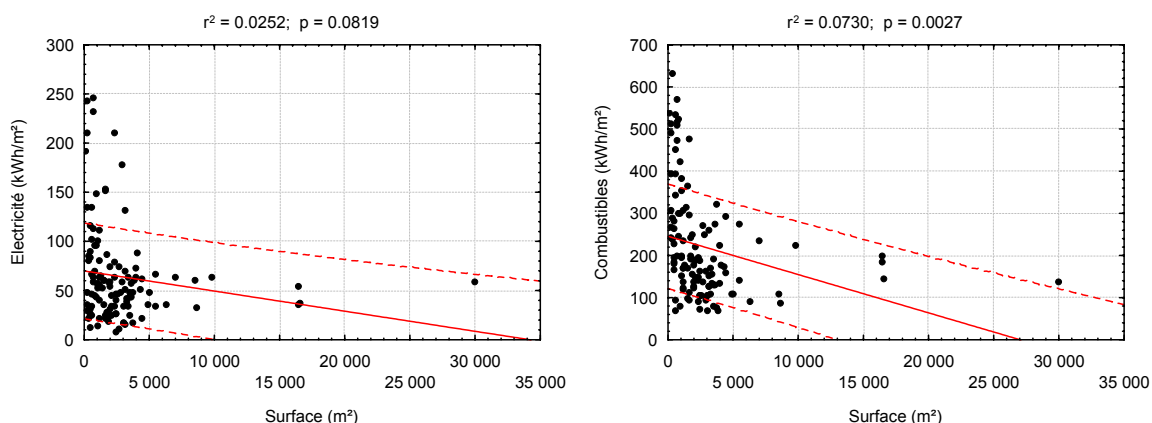 r² = 0.0252; p = 0.0819
300
250
200
150
100
50
0
Electricité (kWh/m²)
0 10 000 20 000 30 000
5 000 15 000 25 000 35 000
Surface (m²)
r² = 0.0730; p = 0.0027
700
600
500
400
300
200
100
0
Combustibles (kWh/m²)
0 10 000 20 000 30 000
5 000 15 000 25 000 35 000
Surface (m²)